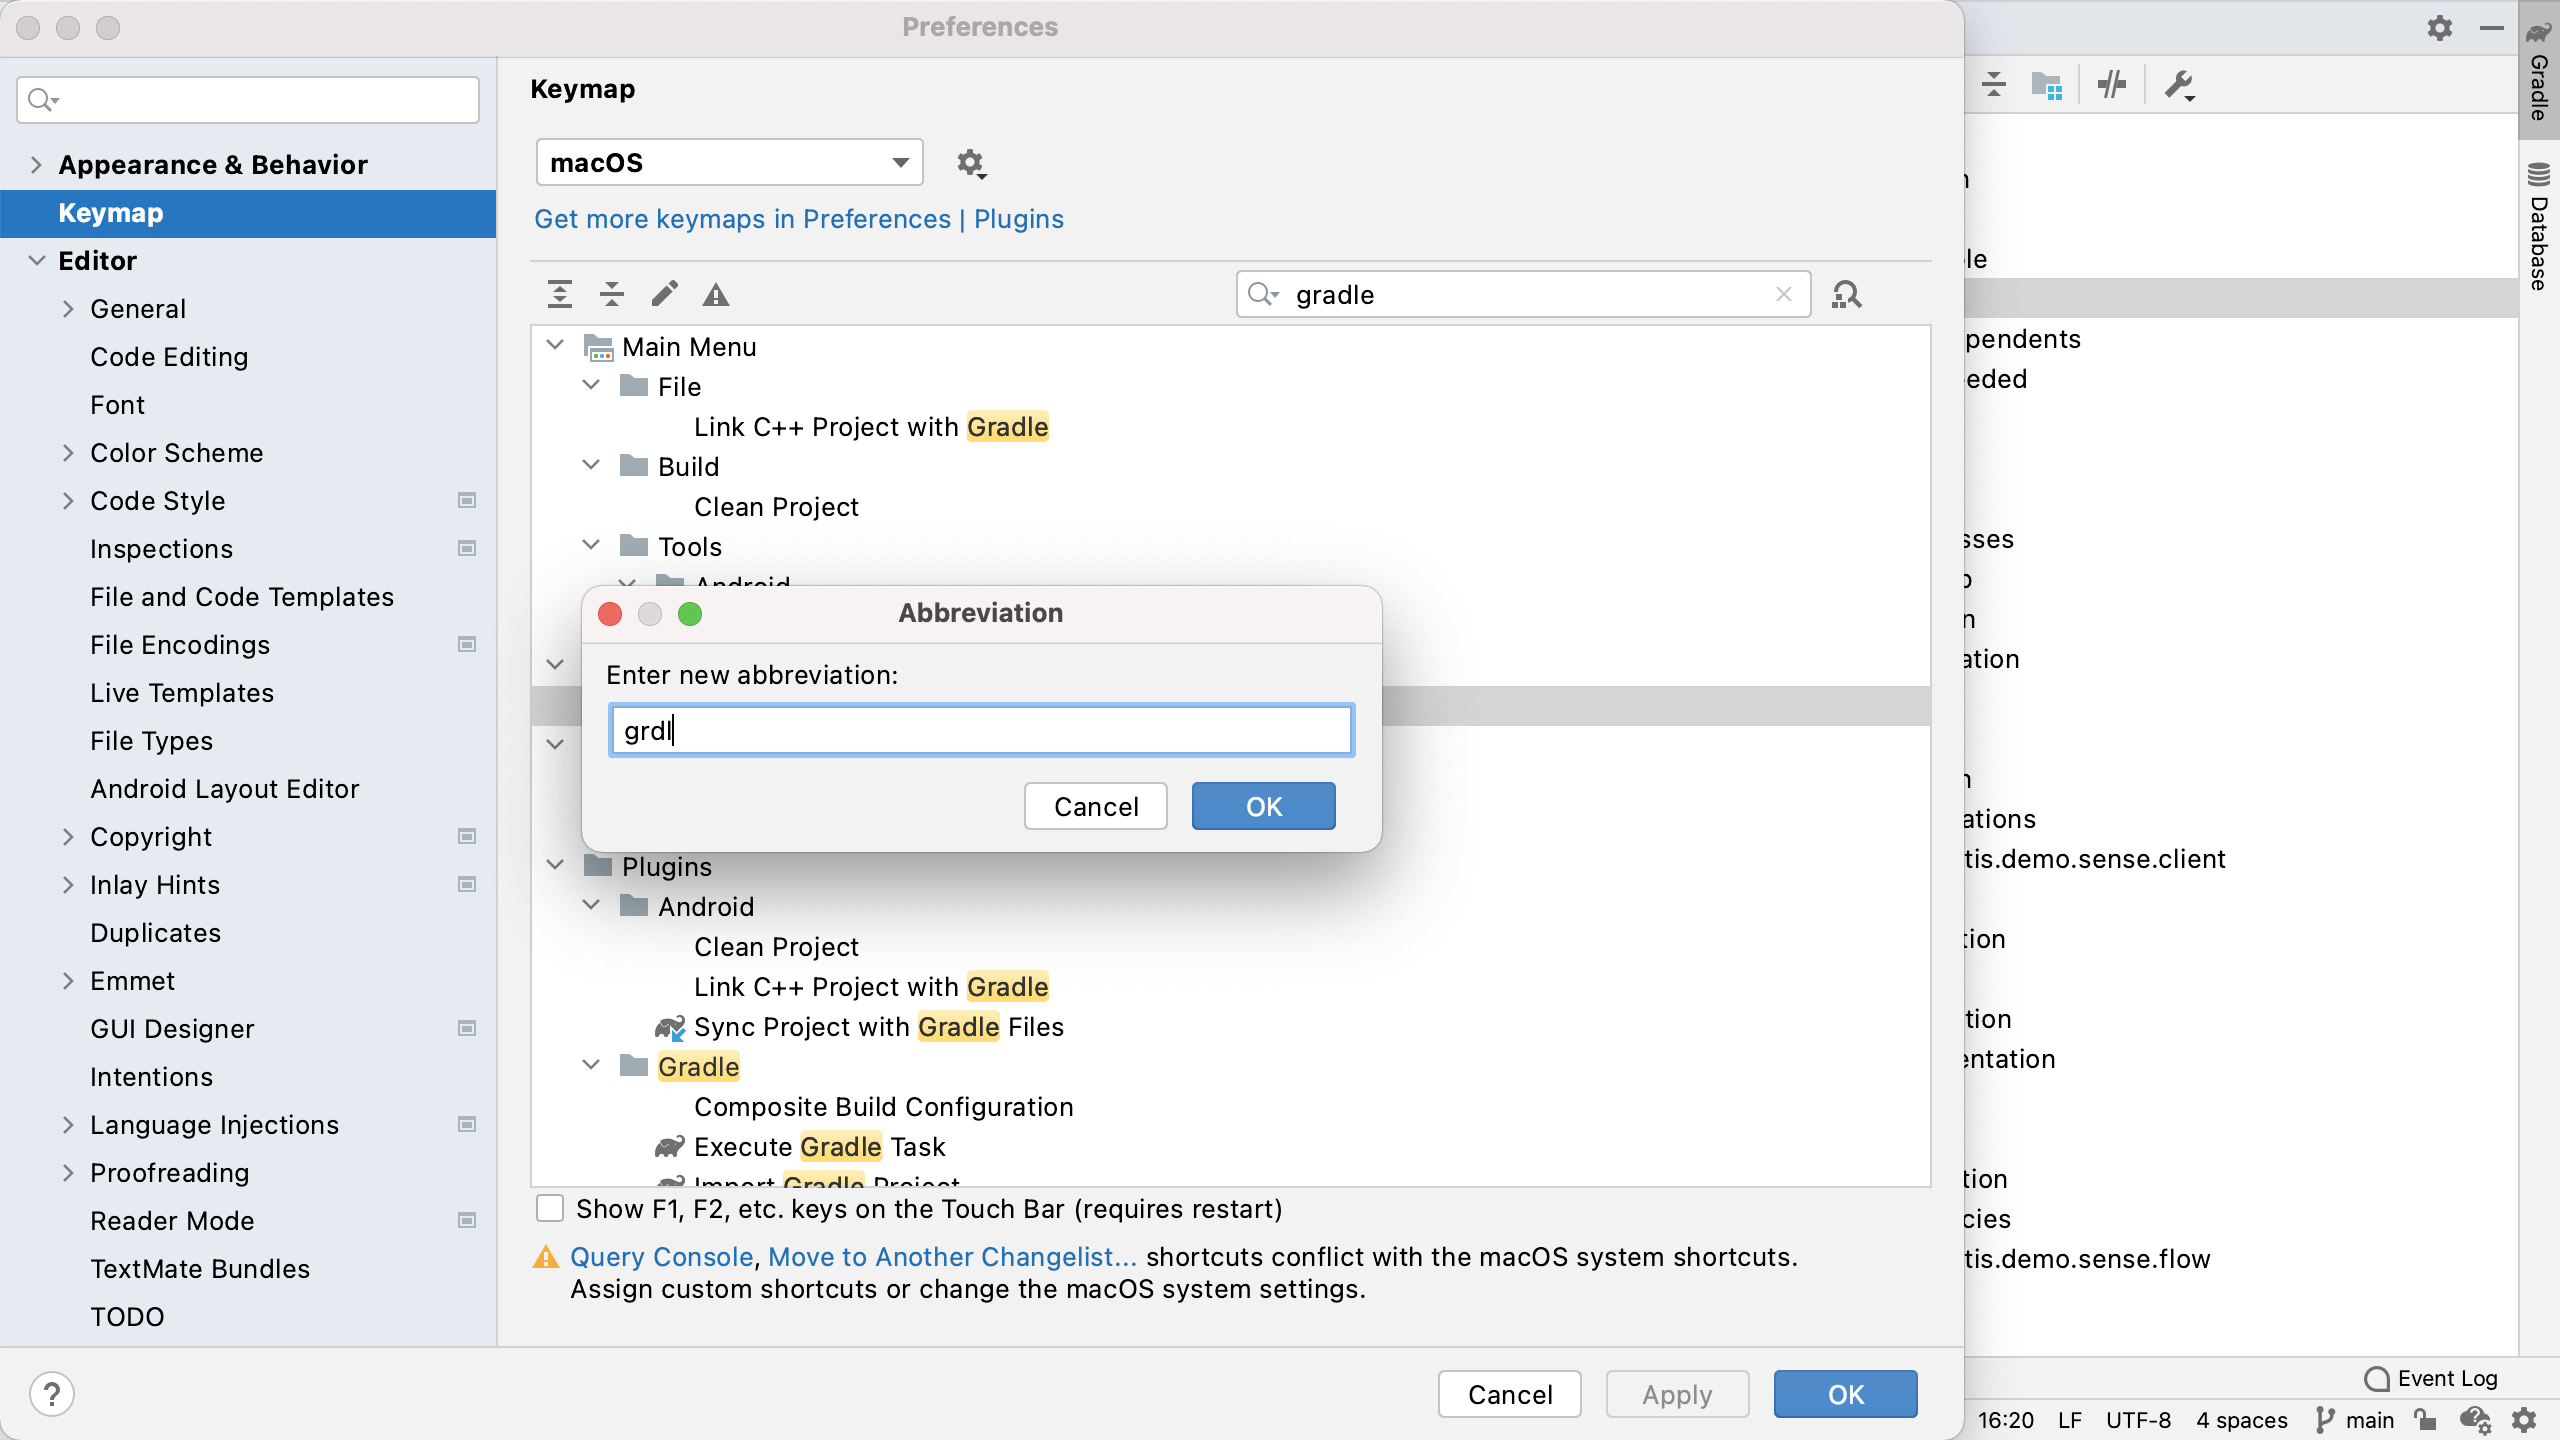 Preferences
Appearance & Behavior
Keymap
Editor
General
Code Editing
Font
Color Scheme
Code Style
Inspections
File and Code Templates
File Encodings
Live Templates
File Types
Android Layout Editor
Copyright
Inlay Hints
Duplicates
Emmet
GUI Designer
Intentions
Language Injections
Proofreading
Reader Mode
TextMate Bundles
TODO
?
Keymap
macOS
Get more keymaps in Preferences | Plugins
gradle
Main Menu
File
Link C++ Project with Gradle
Build
Clean Project
Tools
Android
Abbreviation
Enter new abbreviation:
grdl
Cancel OK
Plugins
Android
Clean Project
Link C++ Project with Gradle
Sync Project with Gradle Files
Gradle
Composite Build Configuration
Execute Gradle Task
Import Gradle Project
Show F1, F2, etc. keys on the Touch Bar (requires restart)
Query Console, Move to Another Changelist... shortcuts conflict with the macOS system shortcuts.
Assign custom shortcuts or change the macOS system settings.
Cancel Apply OK
le
pendents
eeded
sses
n
ation
n
ations
tis.demo.sense.client
tion
tion
entation
tion
cies
tis.demo.sense.flow
Gradle
Database
Event Log
16:20 LF UTF-8 4 spaces main